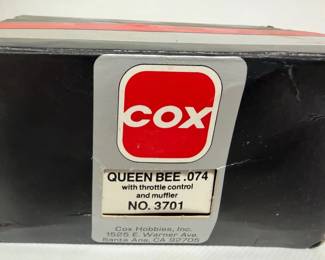 COX
QUEEN BEE .074
with throttle control
and muffler
NO. 3701
Cox Hobbies, Inc.
1525 E. Warner Ave.
Santa Ana, CA 92705